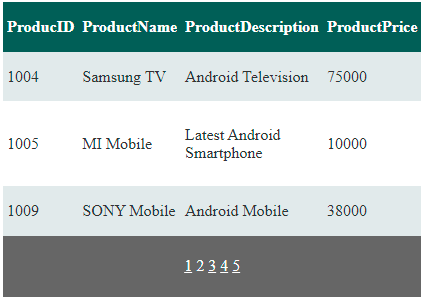 ProducID ProductName ProductDescription ProductPrice
1004 Samsung TV Android Television 75000
1005 MI Mobile Latest Android Smartphone 10000
1009 SONY Mobile Android Mobile 38000
1 2 3 4 5